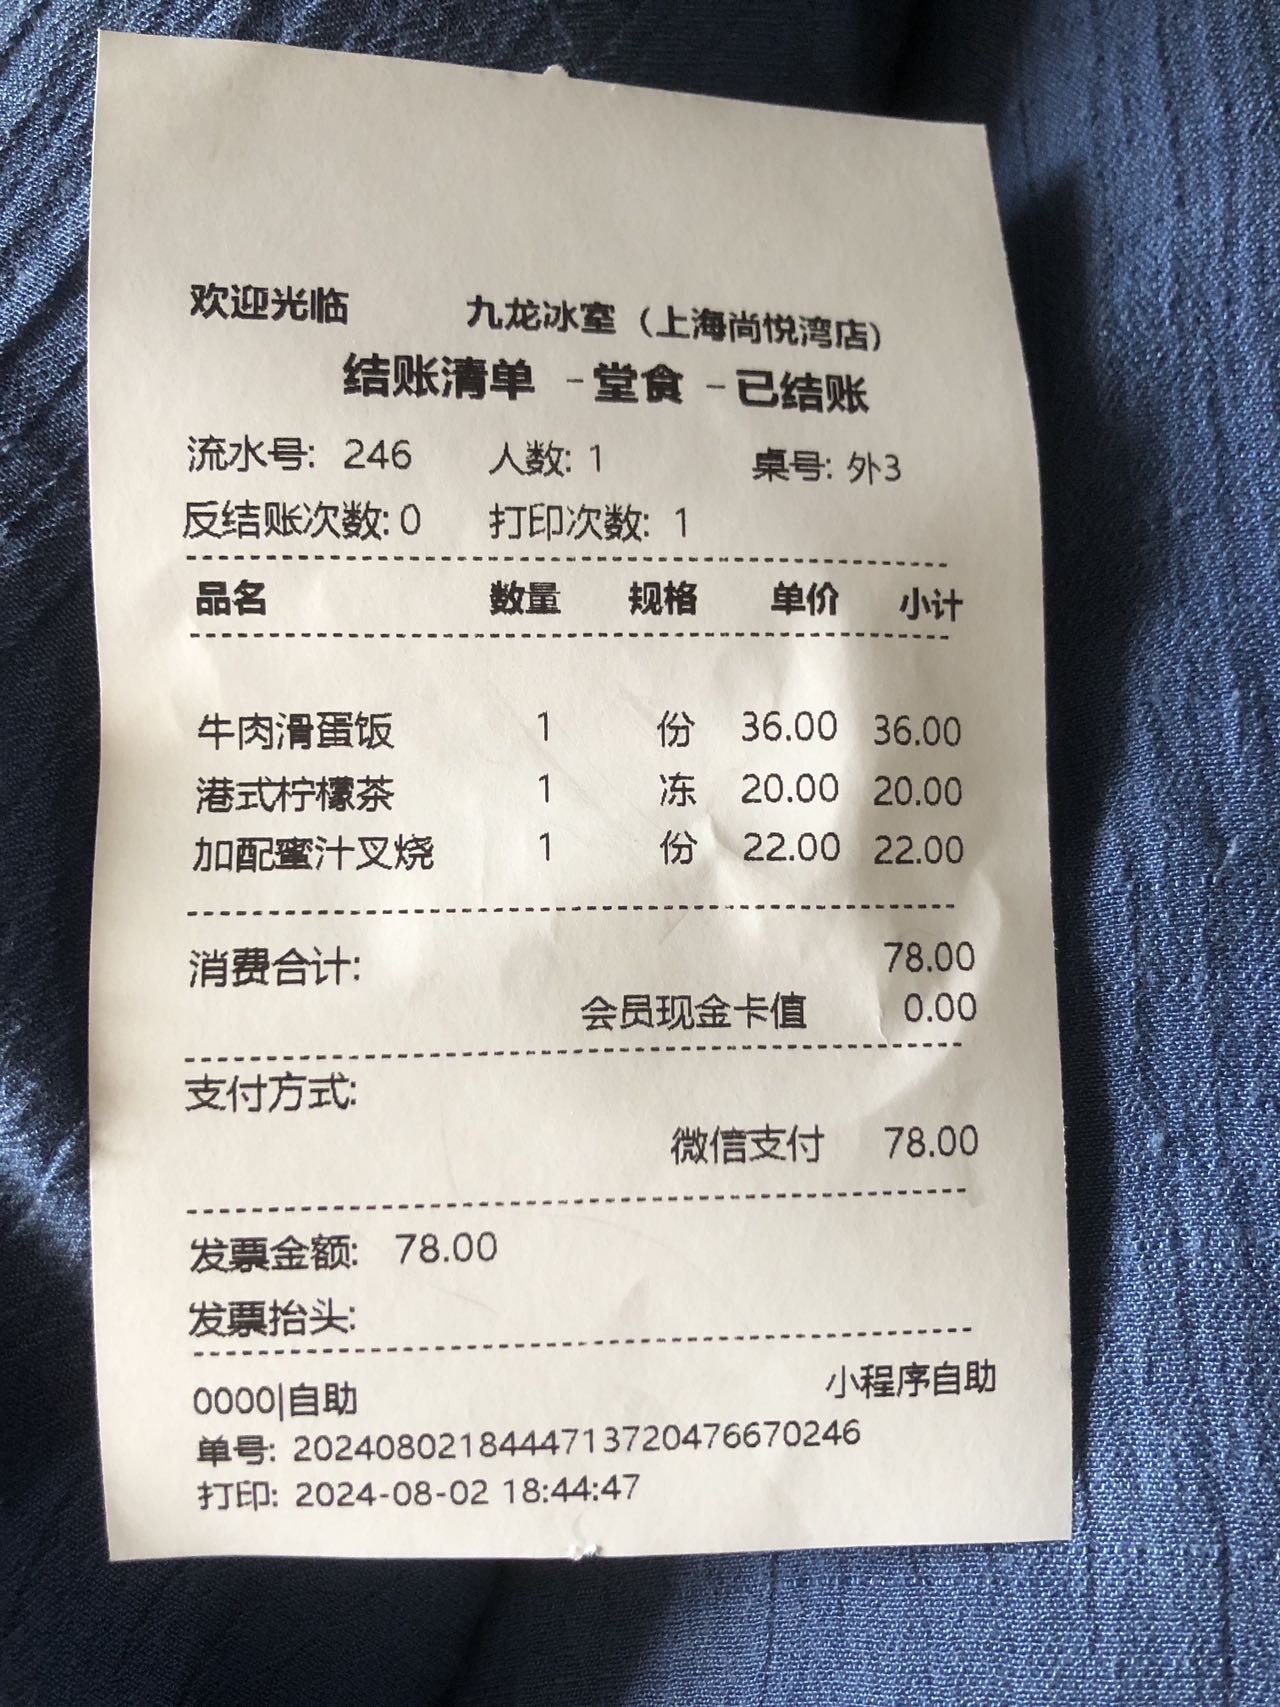 欢迎光临 九龙冰室（上海尚悦湾店）
结账清单 -堂食 -已结账
流水号: 246 人数: 1 桌号: 外3
反结账次数: 0 打印次数: 1
品名 数量 规格 单价 小计
牛肉滑蛋饭 1 份 36.00 36.00
港式柠檬茶 1 冻 20.00 20.00
加配蜜汁叉烧 1 份 22.00 22.00
消费合计: 78.00
会员现金卡值 0.00
支付方式:
微信支付 78.00
发票金额: 78.00
发票抬头:
0000|自助 小程序自助
单号: 2024080218444713720476670246
打印: 2024-08-02 18:44:47